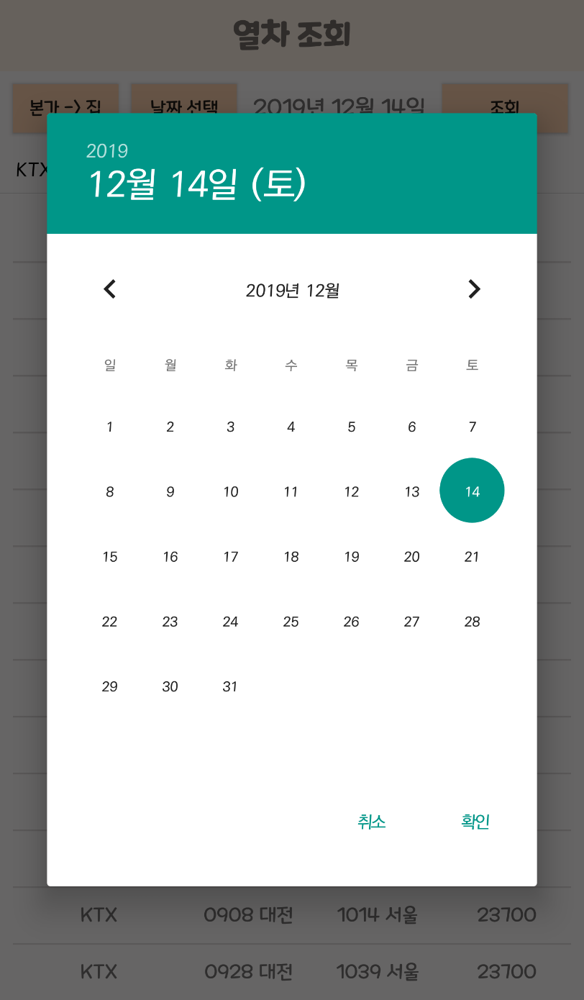 열차 조회
본가 -> 집 날짜 선택 2019년 12월 14일 조회
KTX
2019
12월 14일 (토)
2019년 12월
일 월 화 수 목 금 토
1 2 3 4 5 6 7
8 9 10 11 12 13 14
15 16 17 18 19 20 21
22 23 24 25 26 27 28
29 30 31
취소 확인
KTX 0908 대전 1014 서울 23700
KTX 0928 대전 1039 서울 23700